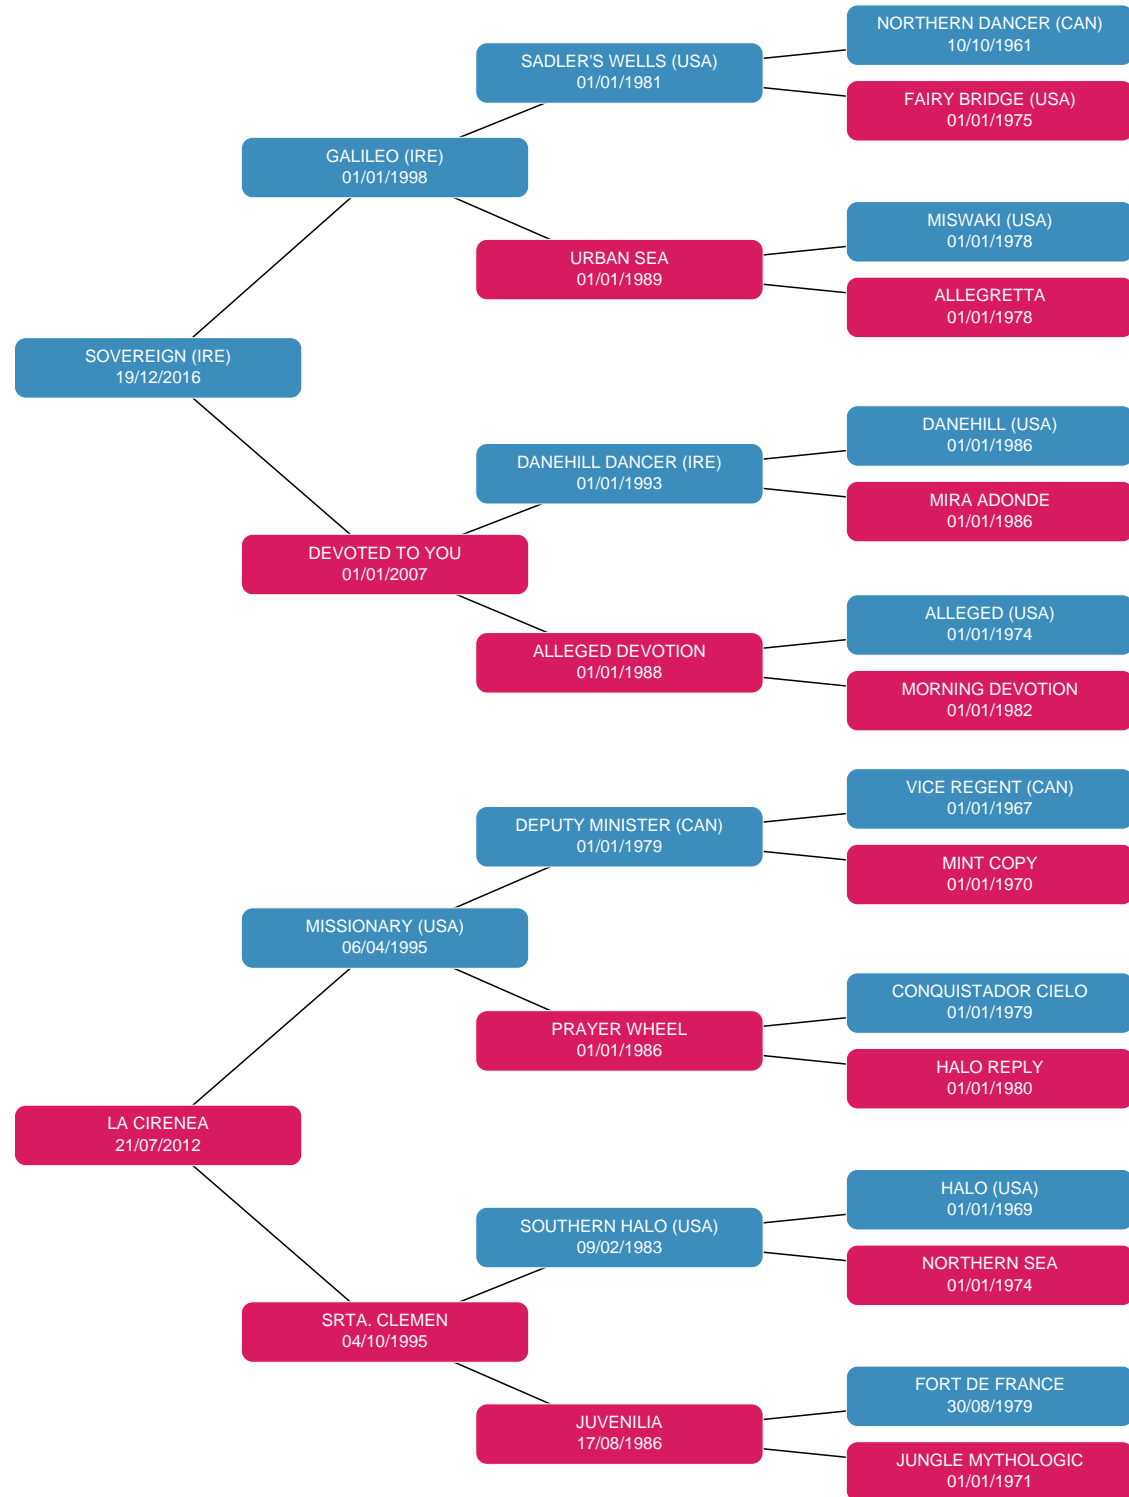 NORTHERN DANCER (CAN)
10/10/1961
SADLER'S WELLS (USA)
01/01/1981
FAIRY BRIDGE (USA)
01/01/1975
GALILEO (IRE)
01/01/1998
MISWAKI (USA)
01/01/1978
URBAN SEA
01/01/1989
ALLEGRETTA
01/01/1978
SOVEREIGN (IRE)
19/12/2016
DANEHILL (USA)
01/01/1986
DANEHILL DANCER (IRE)
01/01/1993
MIRA ADONDE
01/01/1986
DEVOTED TO YOU
01/01/2007
ALLEGED (USA)
01/01/1974
ALLEGED DEVOTION
01/01/1988
MORNING DEVOTION
01/01/1982
VICE REGENT (CAN)
01/01/1967
DEPUTY MINISTER (CAN)
01/01/1979
MINT COPY
01/01/1970
MISSIONARY (USA)
06/04/1995
CONQUISTADOR CIELO
01/01/1979
PRAYER WHEEL
01/01/1986
HALO REPLY
01/01/1980
LA CIRENEA
21/07/2012
HALO (USA)
01/01/1969
SOUTHERN HALO (USA)
09/02/1983
NORTHERN SEA
01/01/1974
SRTA. CLEMEN
04/10/1995
FORT DE FRANCE
30/08/1979
JUVENILIA
17/08/1986
JUNGLE MYTHOLOGIC
01/01/1971